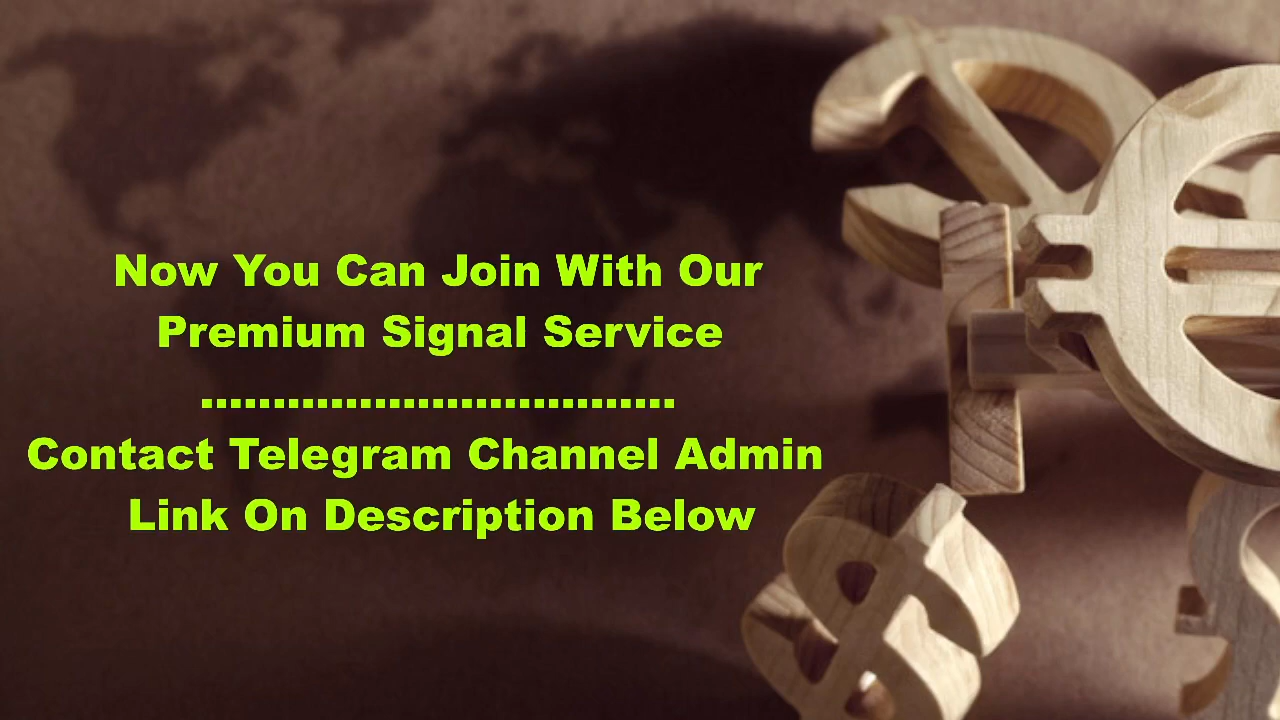 Now You Can Join With Our
Premium Signal Service
.................................
Contact Telegram Channel Admin
Link On Description Below